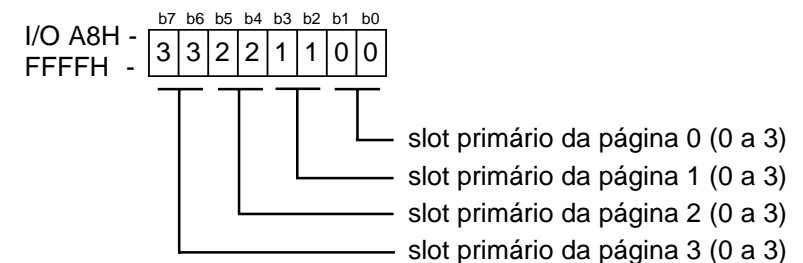 b7 b6 b5 b4 b3 b2 b1 b0
I/O A8H - 3 3 2 2 1 1 0 0
FFFFH -
slot primário da página 0 (0 a 3)
slot primário da página 1 (0 a 3)
slot primário da página 2 (0 a 3)
slot primário da página 3 (0 a 3)